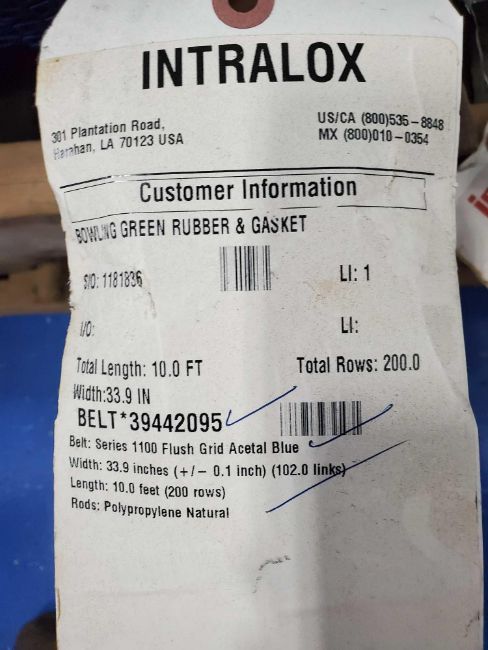 INTRALOX
301 Plantation Road,
Harahan, LA 70123 USA
US/CA (800)535-8848
MX (800)010-0354
Customer Information
BOWLING GREEN RUBBER & GASKET
S/O: 1181836
LI: 1
I/O:
LI:
Total Length: 10.0 FT
Total Rows: 200.0
Width:33.9 IN
BELT*39442095
Belt: Series 1100 Flush Grid Acetal Blue
Width: 33.9 inches (+/- 0.1 inch) (102.0 links)
Length: 10.0 feet (200 rows)
Rods: Polypropylene Natural